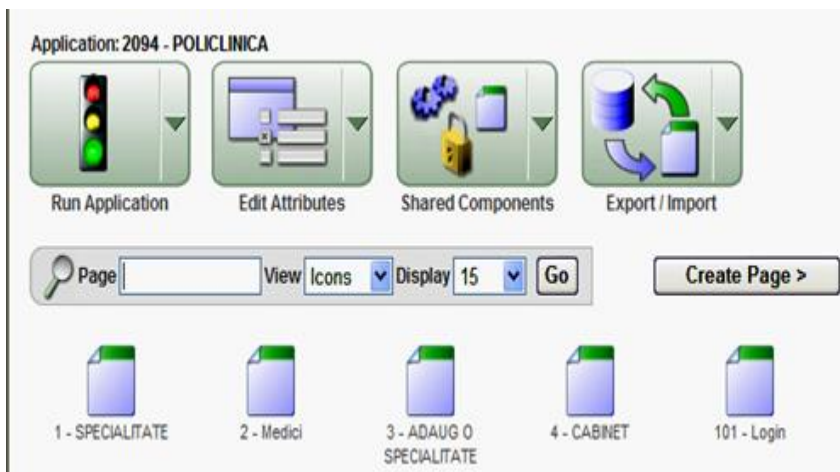 Application: 2094 - POLICLINICA
Run Application
Edit Attributes
Shared Components
Export / Import
Page View Icons Display 15 Go Create Page >
1 - SPECIALITATE
2 - Medici
3 - ADAUG O
SPECIALITATE
4 - CABINET
101 - Login